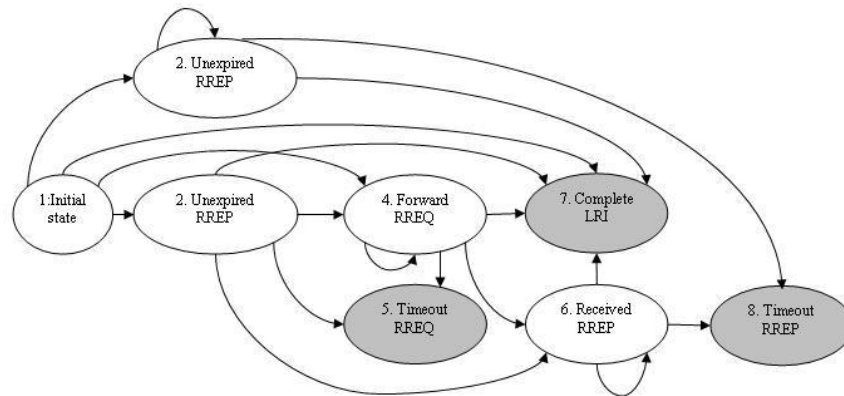 2. Unexpired
RREP
1:Initial
state
2. Unexpired
RREP
4. Forward
RREQ
7. Complete
LRI
5. Timeout
RREQ
6. Received
RREP
8. Timeout
RREP